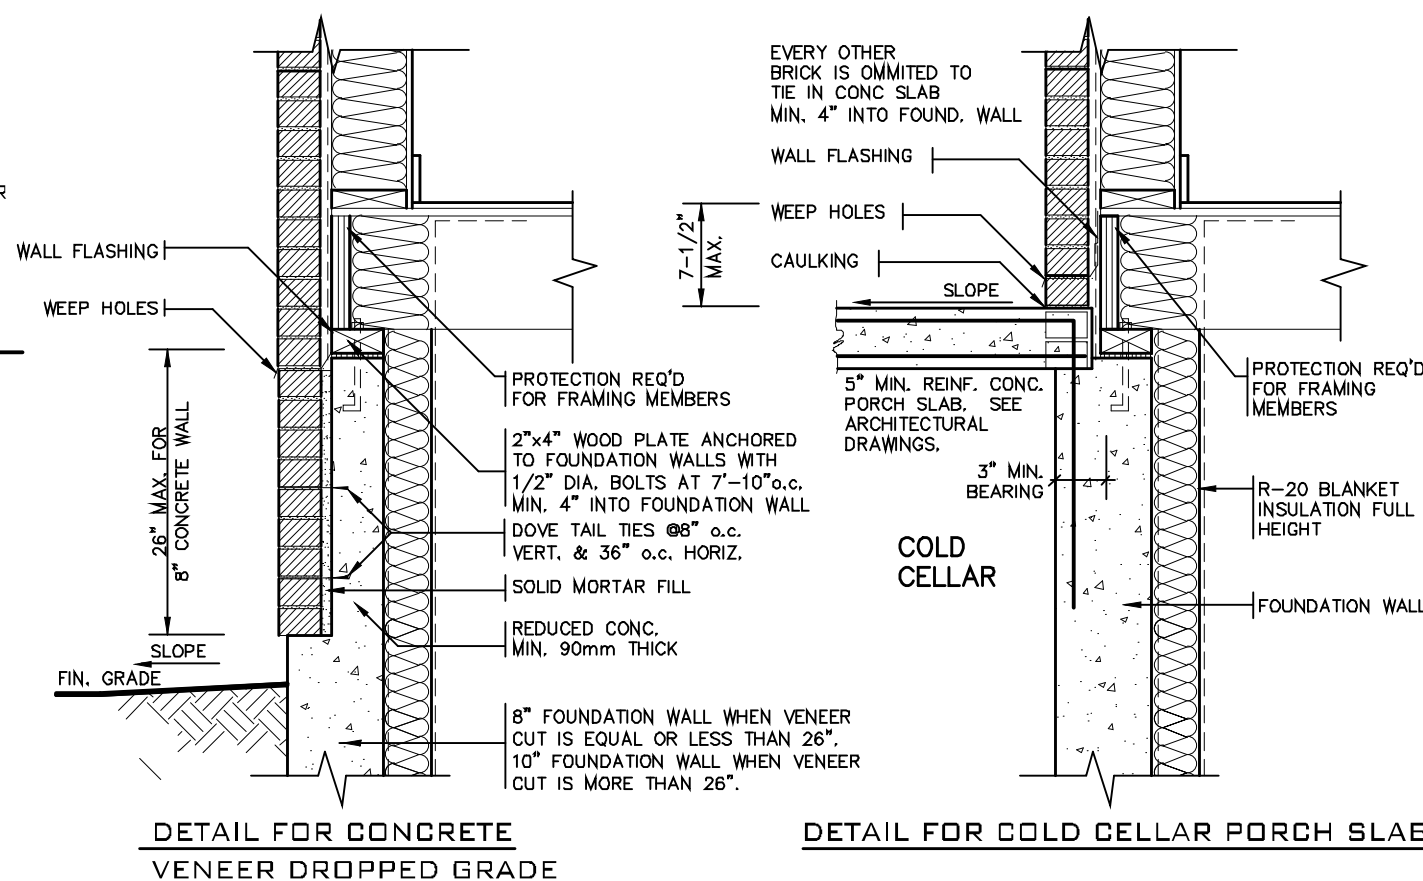 R
WALL FLASHING
WEEP HOLES
26" MAX. FOR
8" CONCRETE WALL
SLOPE
FIN. GRADE
PROTECTION REQ'D
FOR FRAMING MEMBERS
2"x4" WOOD PLATE ANCHORED
TO FOUNDATION WALLS WITH
1/2" DIA. BOLTS AT 7'-10"o.c.
MIN. 4" INTO FOUNDATION WALL
DOVE TAIL TIES @8" o.c.
VERT. & 36" o.c. HORIZ.
SOLID MORTAR FILL
REDUCED CONC.
MIN. 90mm THICK
8" FOUNDATION WALL WHEN VENEER
CUT IS EQUAL OR LESS THAN 26".
10" FOUNDATION WALL WHEN VENEER
CUT IS MORE THAN 26".
DETAIL FOR CONCRETE
VENEER DROPPED GRADE
EVERY OTHER
BRICK IS OMMITED TO
TIE IN CONC SLAB
MIN. 4" INTO FOUND. WALL
WALL FLASHING
WEEP HOLES
CAULKING
7-1/2"
MAX.
SLOPE
5" MIN. REINF. CONC.
PORCH SLAB. SEE
ARCHITECTURAL
DRAWINGS.
3" MIN.
BEARING
COLD
CELLAR
PROTECTION REQ'D
FOR FRAMING
MEMBERS
R-20 BLANKET
INSULATION FULL
HEIGHT
FOUNDATION WALL
DETAIL FOR COLD CELLAR PORCH SLAB